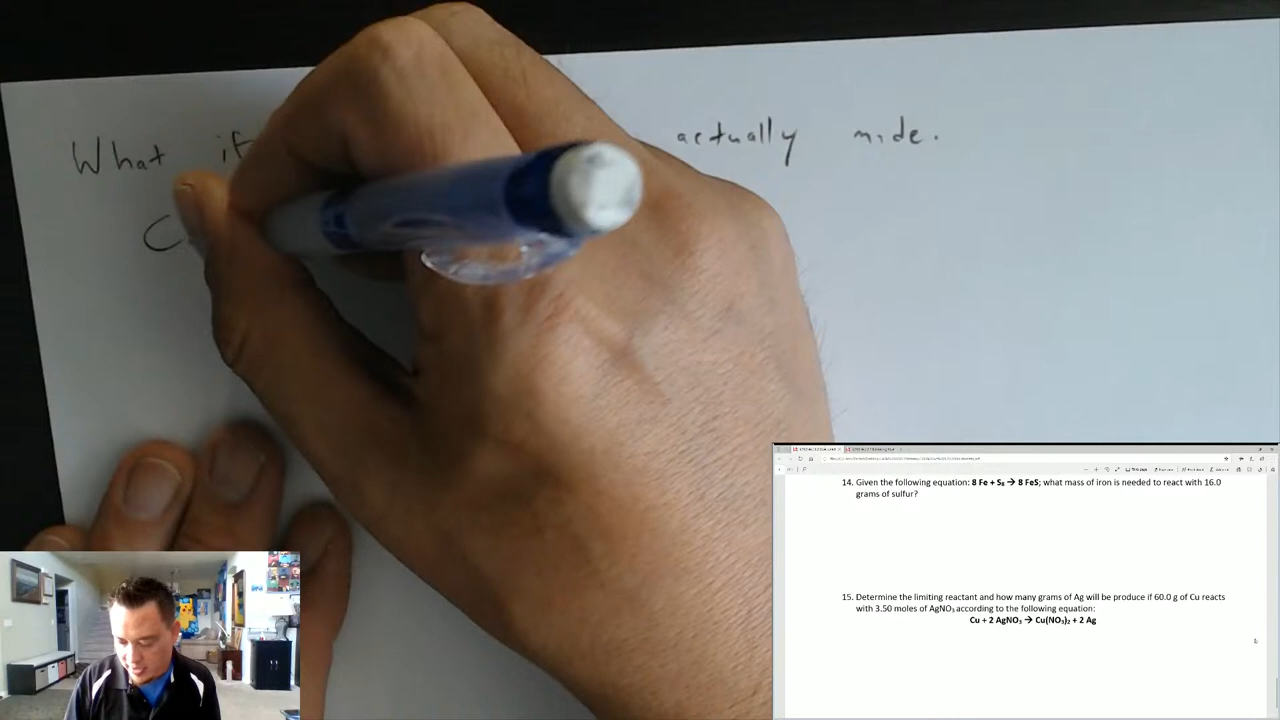 What if actually made.
C
14. Given the following equation: 8 Fe + S₈ → 8 FeS; what mass of iron is needed to react with 16.0
grams of sulfur?
15. Determine the limiting reactant and how many grams of Ag will be produce if 60.0 g of Cu reacts
with 3.50 moles of AgNO₃ according to the following equation:
Cu + 2 AgNO₃ → Cu(NO₃)₂ + 2 Ag